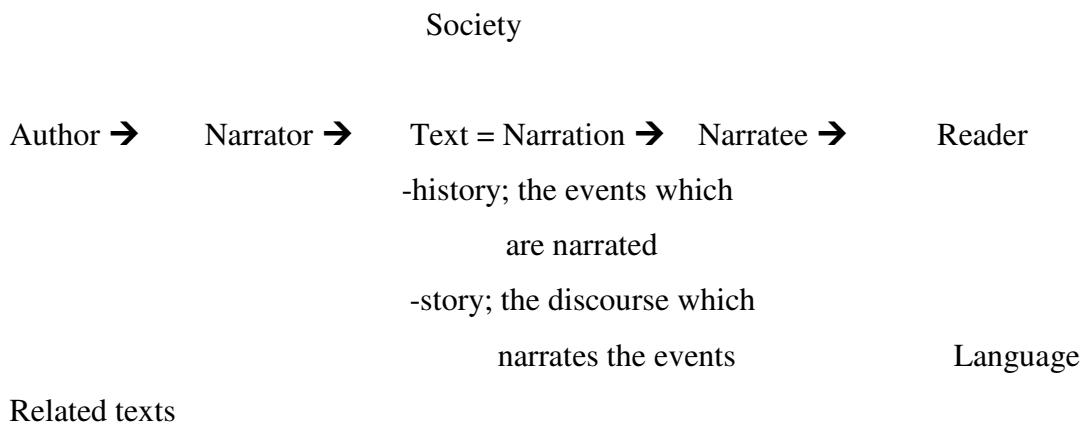 Society
Author ➔ Narrator ➔ Text = Narration ➔ Narratee ➔ Reader
-history; the events which
are narrated
-story; the discourse which
narrates the events Language
Related texts